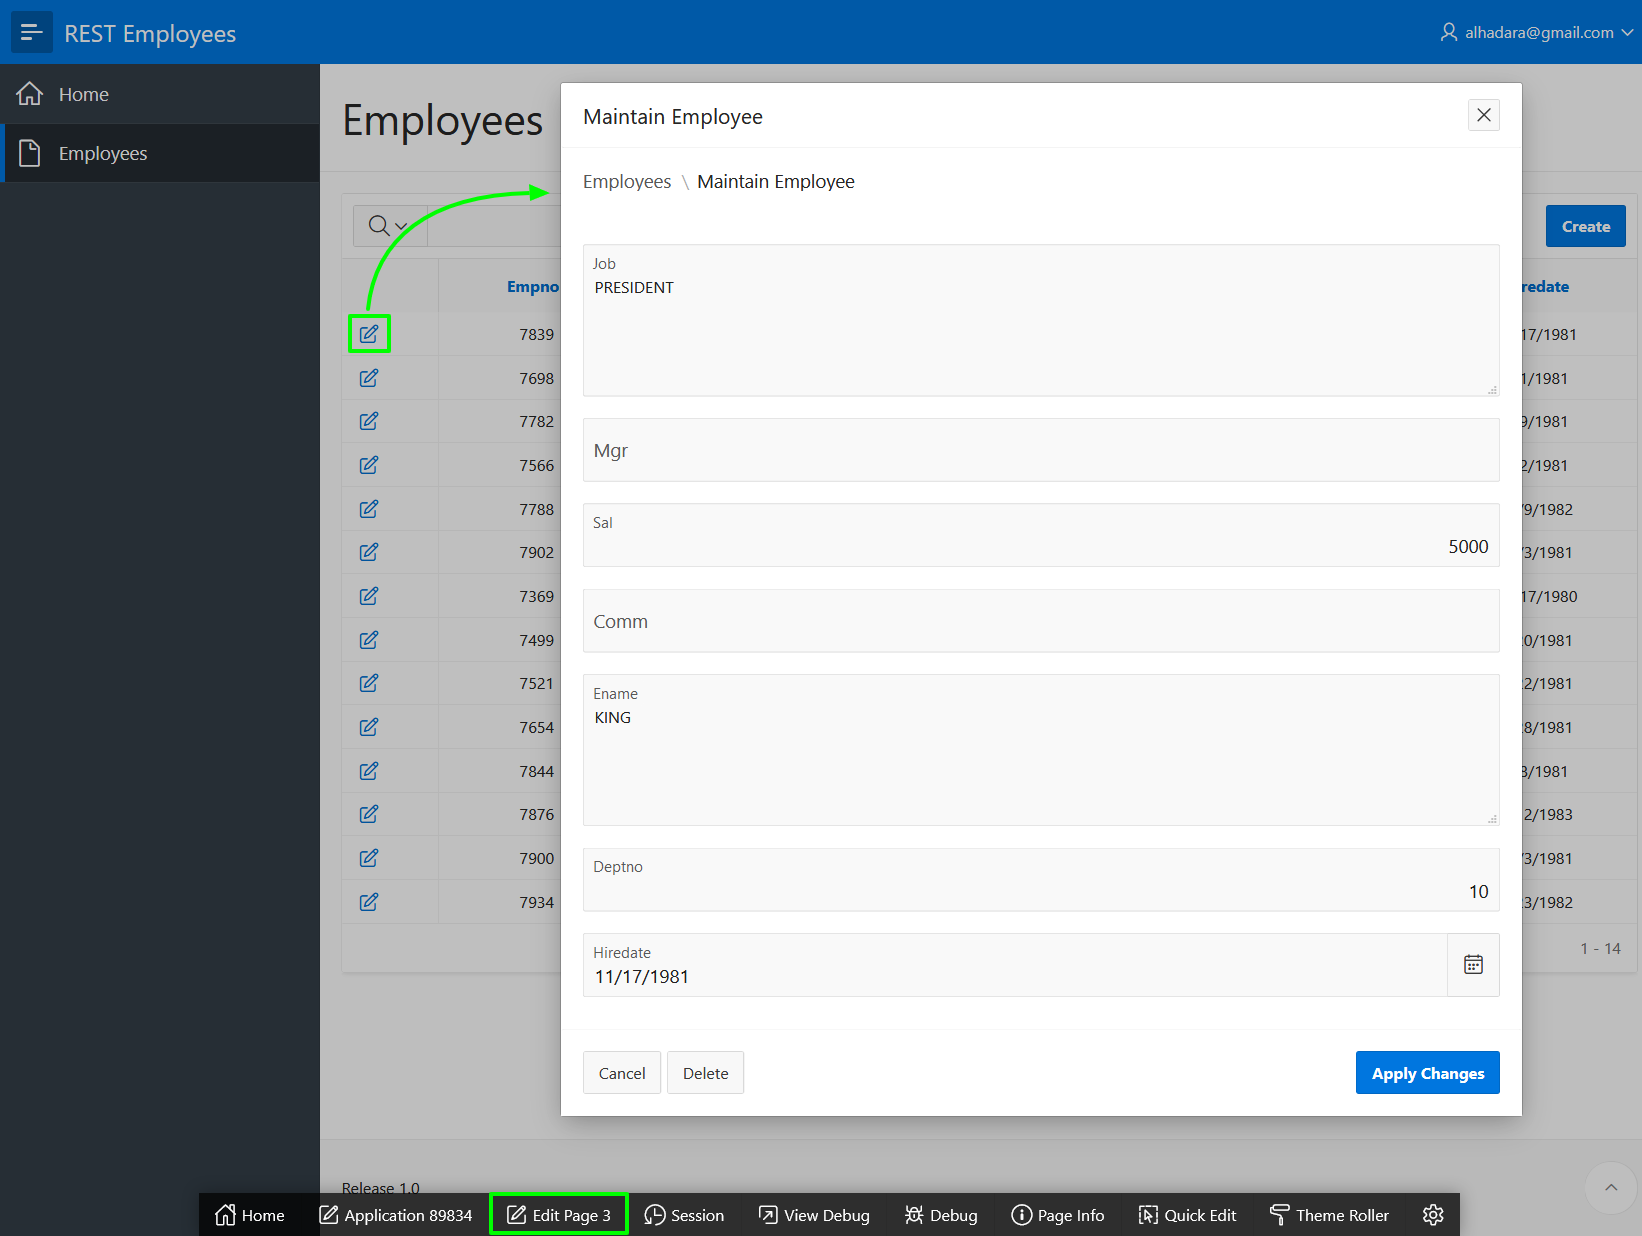 REST Employees
alhadara@gmail.com
Home
Employees
Employees
Create
Empno
redate
7839
17/1981
7698
1/1981
7782
9/1981
7566
2/1981
7788
/9/1982
7902
/3/1981
7369
17/1980
7499
0/1981
7521
22/1981
7654
8/1981
7844
8/1981
7876
2/1983
7900
/3/1981
7934
23/1982
1 - 14
Maintain Employee
Employees \ Maintain Employee
Job
PRESIDENT
Mgr
Sal
5000
Comm
Ename
KING
Deptno
10
Hiredate
11/17/1981
Cancel
Delete
Apply Changes
Release 1.0
Home
Application 89834
Edit Page 3
Session
View Debug
Debug
Page Info
Quick Edit
Theme Roller